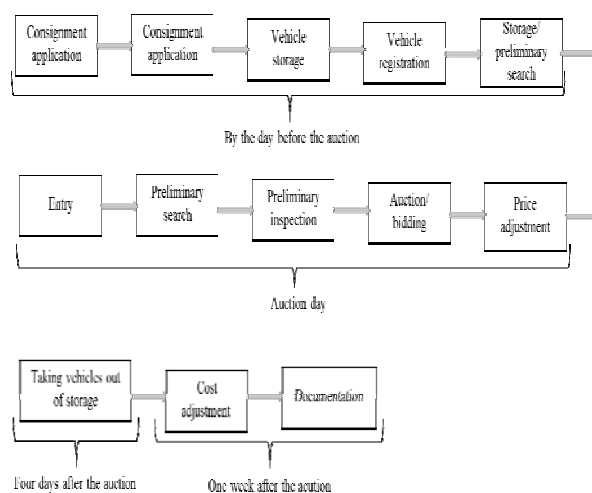 Consignment
application
Consignment
application
Vehicle
storage
Vehicle
registration
Storage/
preliminary
search
By the day before the auction
Entry
Preliminary
search
Preliminary
inspection
Auction/
bidding
Price
adjustment
Auction day
Taking vehicles out
of storage
Cost
adjustment
Documentation
Four days after the auction
One week after the acution